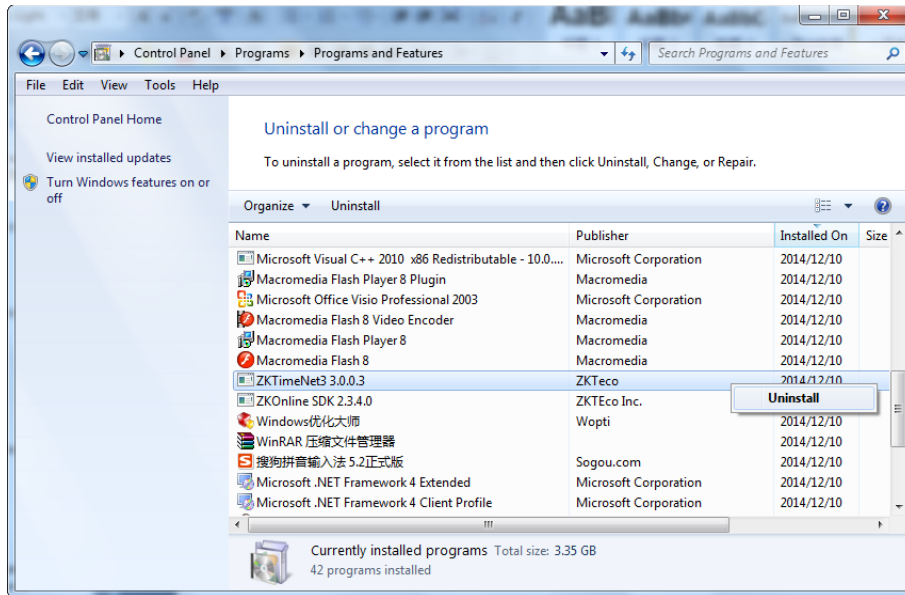 Control Panel Programs Programs and Features Search Programs and Features
File Edit View Tools Help
Control Panel Home
View installed updates
Turn Windows features on or
off
Uninstall or change a program
To uninstall a program, select it from the list and then click Uninstall, Change, or Repair.
Organize Uninstall
Name Publisher Installed On Size
Microsoft Visual C++ 2010 x86 Redistributable - 10.0.... Microsoft Corporation 2014/12/10
Macromedia Flash Player 8 Plugin Macromedia 2014/12/10
Microsoft Office Visio Professional 2003 Microsoft Corporation 2014/12/10
Macromedia Flash 8 Video Encoder Macromedia 2014/12/10
Macromedia Flash Player 8 Macromedia 2014/12/10
Macromedia Flash 8 Macromedia 2014/12/10
ZKTimeNet3 3.0.0.3 ZKTeco 2014/12/10
Uninstall
ZKOnline SDK 2.3.4.0 ZKTEco Inc.
Windows优化大师 Wopti 2014/12/10
WinRAR 压缩文件管理器 2014/12/10
搜狗拼音输入法 5.2正式版 Sogou.com 2014/12/10
Microsoft .NET Framework 4 Extended Microsoft Corporation 2014/12/10
Microsoft .NET Framework 4 Client Profile Microsoft Corporation 2014/12/10
Currently installed programs Total size: 3.35 GB
42 programs installed